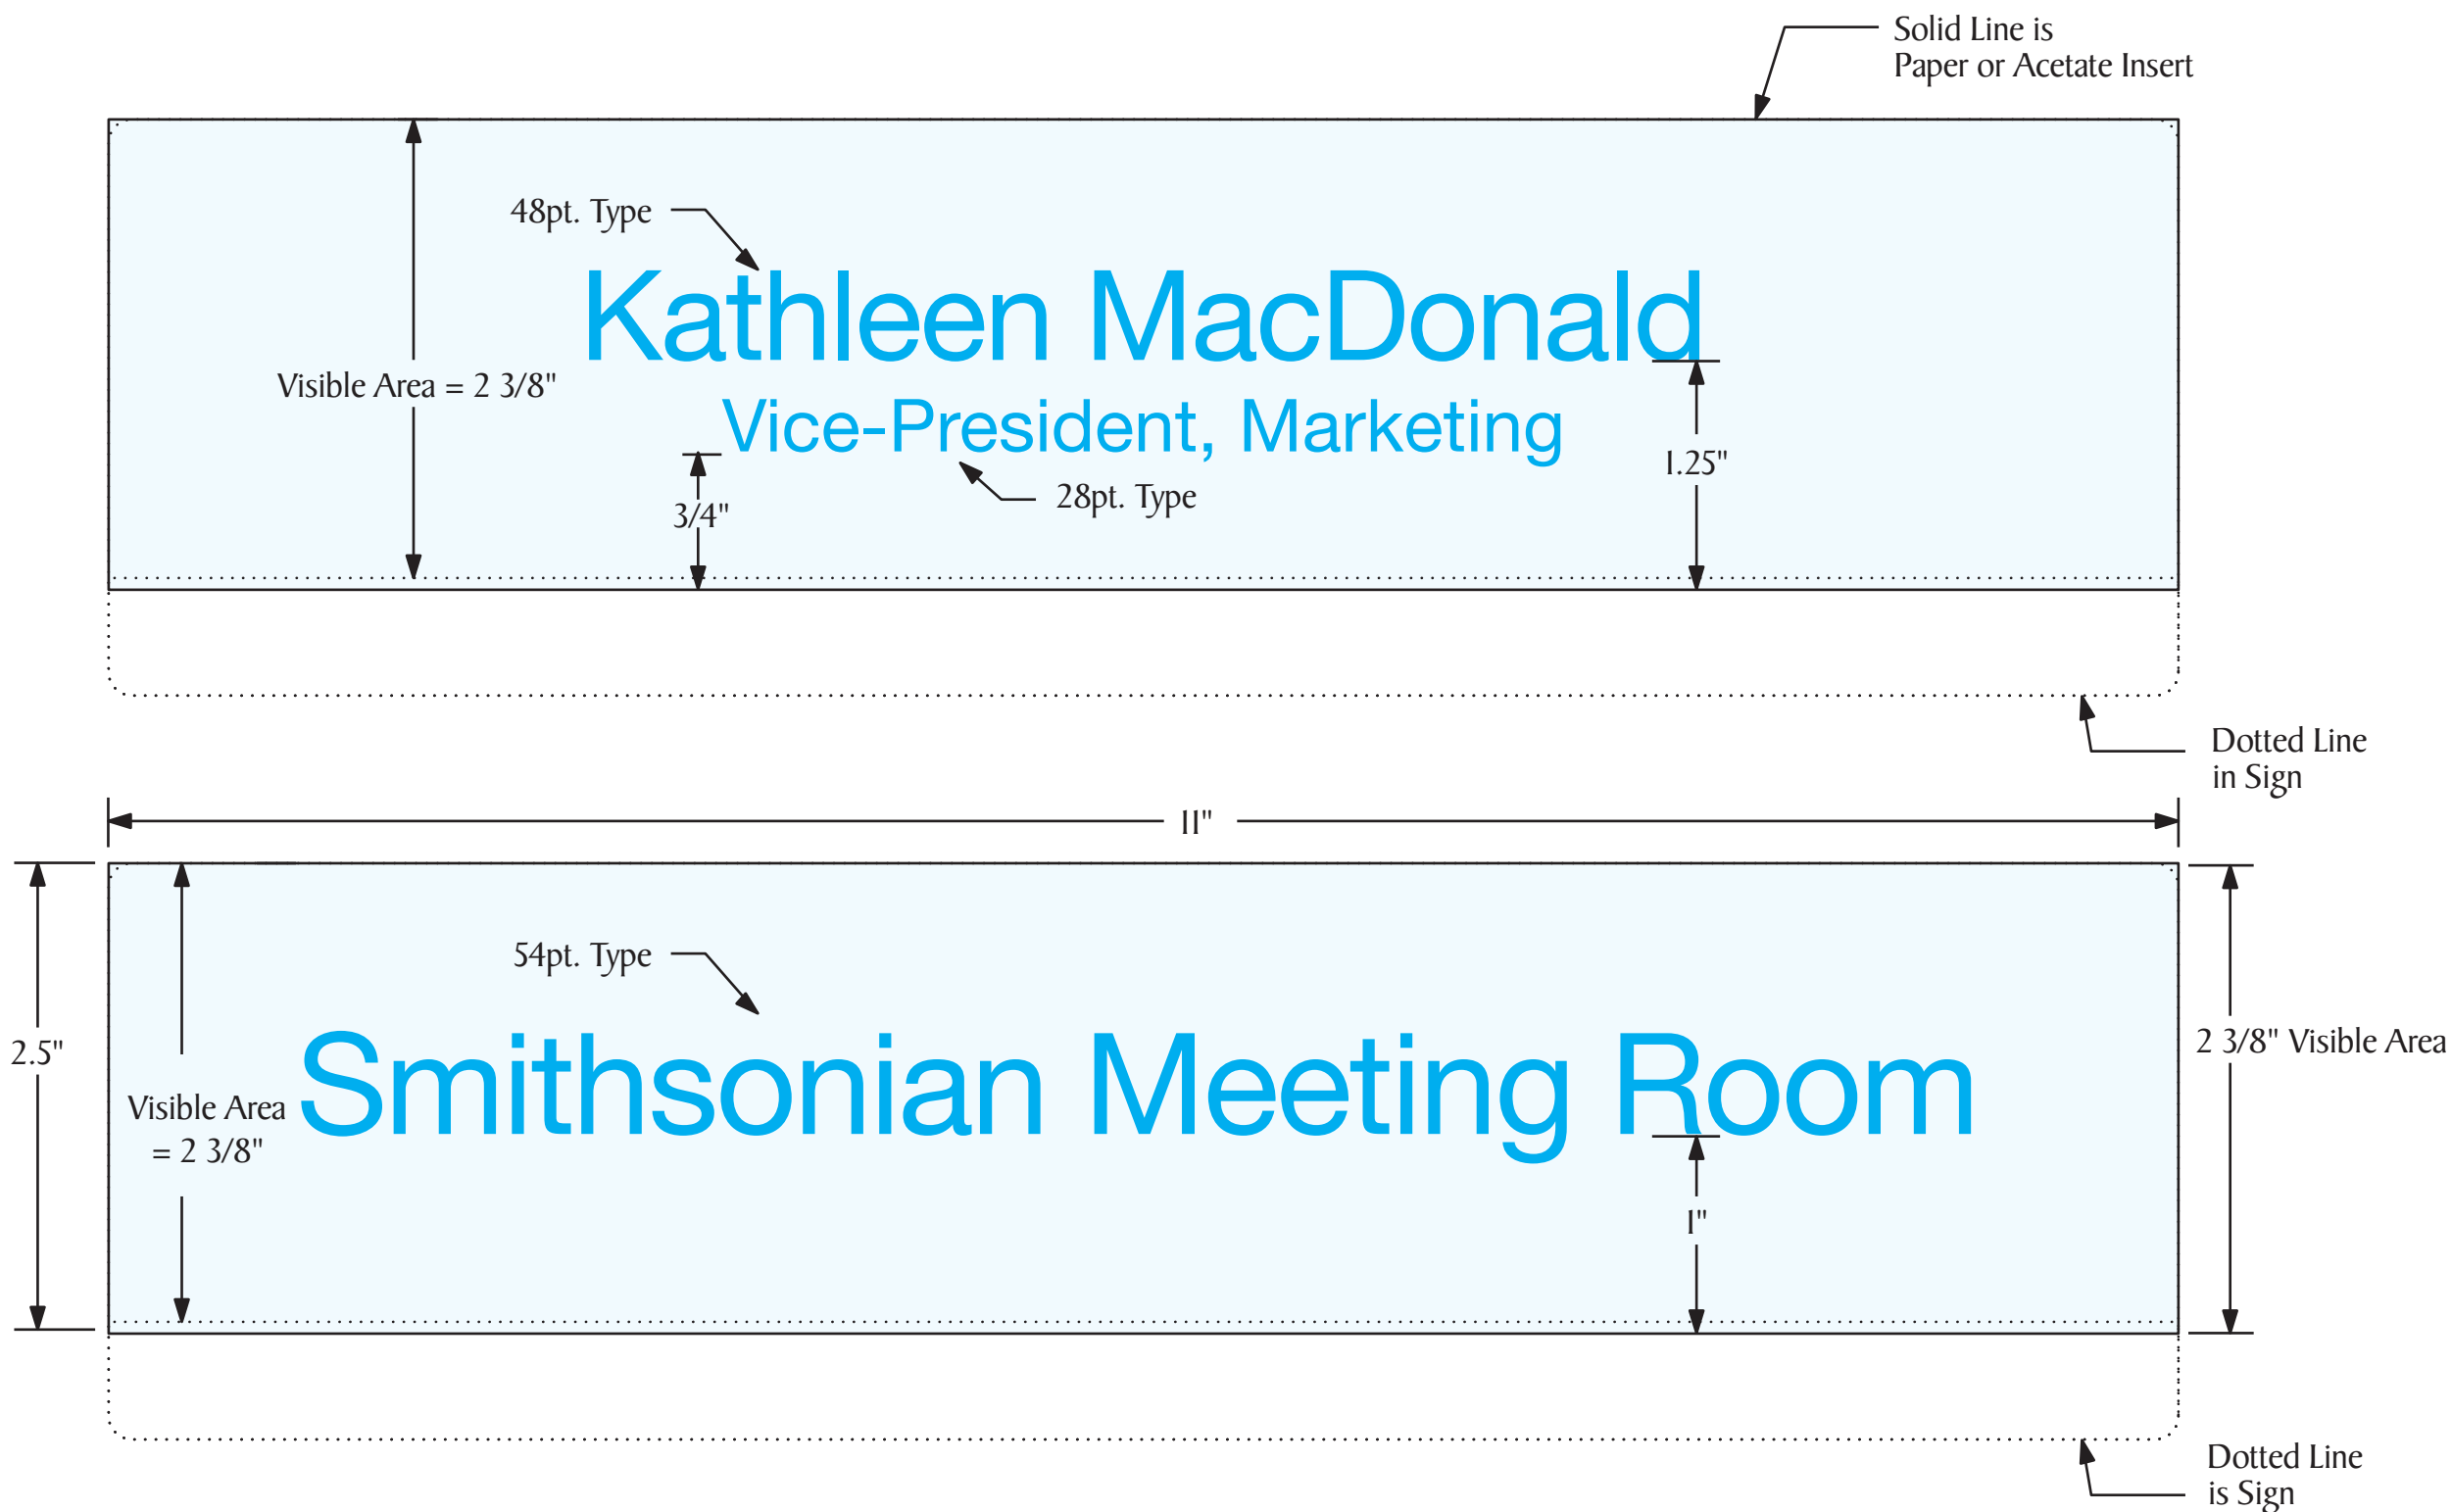 Solid Line is
Paper or Acetate Insert
48pt. Type
Kathleen MacDonald
Visible Area = 2 3/8"
Vice-President, Marketing
1.25"
28pt. Type
3/4"
Dotted Line
in Sign
11"
54pt. Type
Smithsonian Meeting Room
2.5"
2 3/8" Visible Area
Visible Area
= 2 3/8"
1"
Dotted Line
is Sign